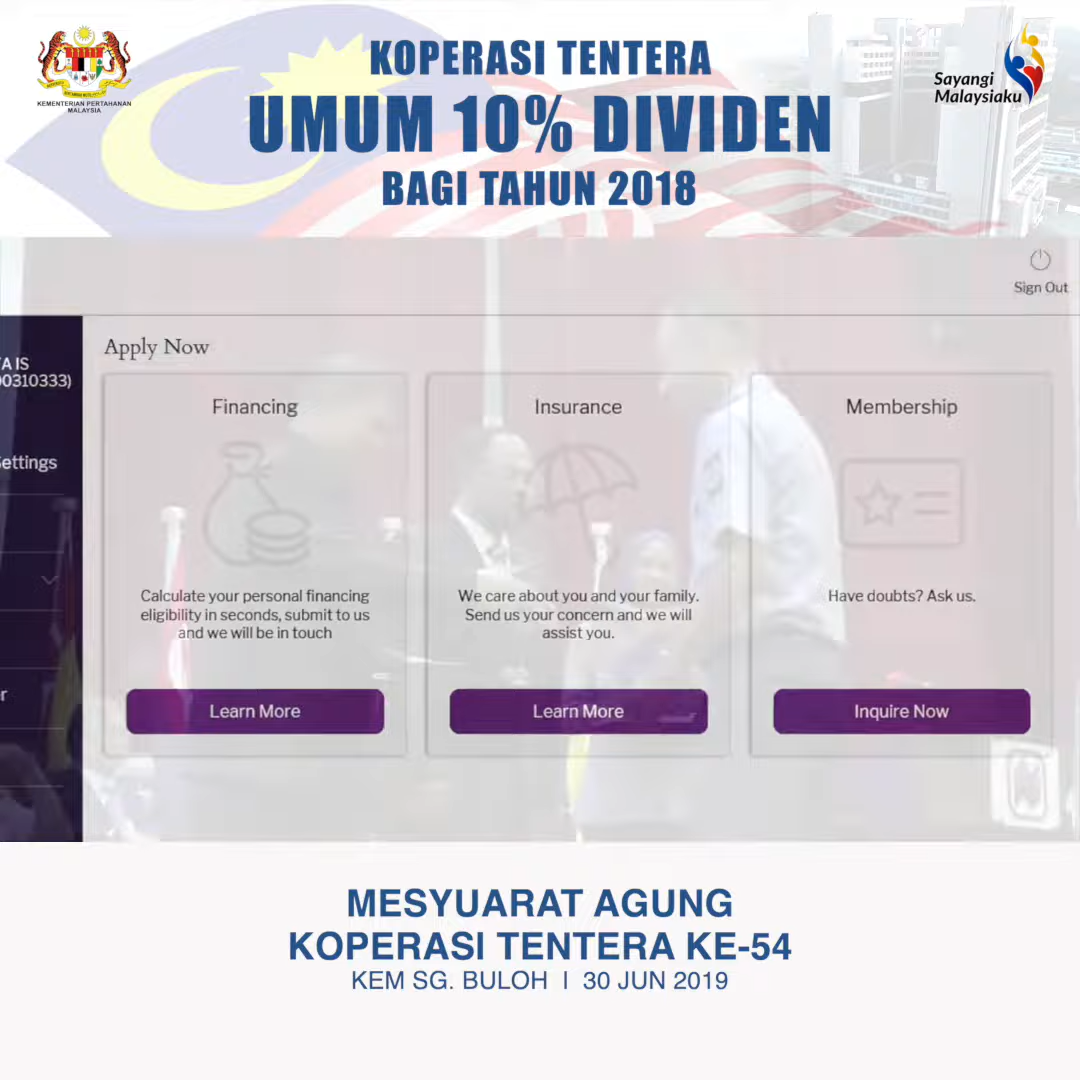 KEMENTERIAN PERTAHANAN
MALAYSIA
KOPERASI TENTERA
UMUM 10% DIVIDEN
BAGI TAHUN 2018
Sayangi
Malaysiaku
Sign Out
A IS
00310333)
ettings
r
Apply Now
Financing
Calculate your personal financing
eligibility in seconds, submit to us
and we will be in touch
Learn More
Insurance
We care about you and your family.
Send us your concern and we will
assist you.
Learn More
Membership
Have doubts? Ask us.
Inquire Now
MESYUARAT AGUNG
KOPERASI TENTERA KE-54
KEM SG. BULOH | 30 JUN 2019